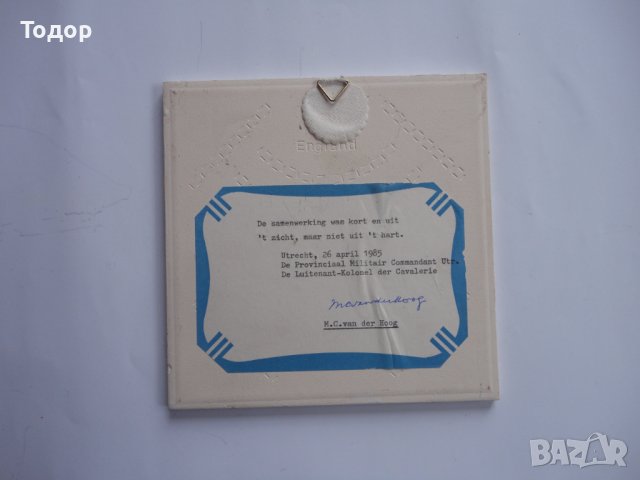 Тодор
England
De samenwerking was kort en uit
't zicht, maar niet uit 't hart.
Utrecht, 26 april 1985
De Provinciaal Militair Commandant Utr.
De Luitenant-Kolonel der Cavalerie
M.C.van der Hoog
BAZAR